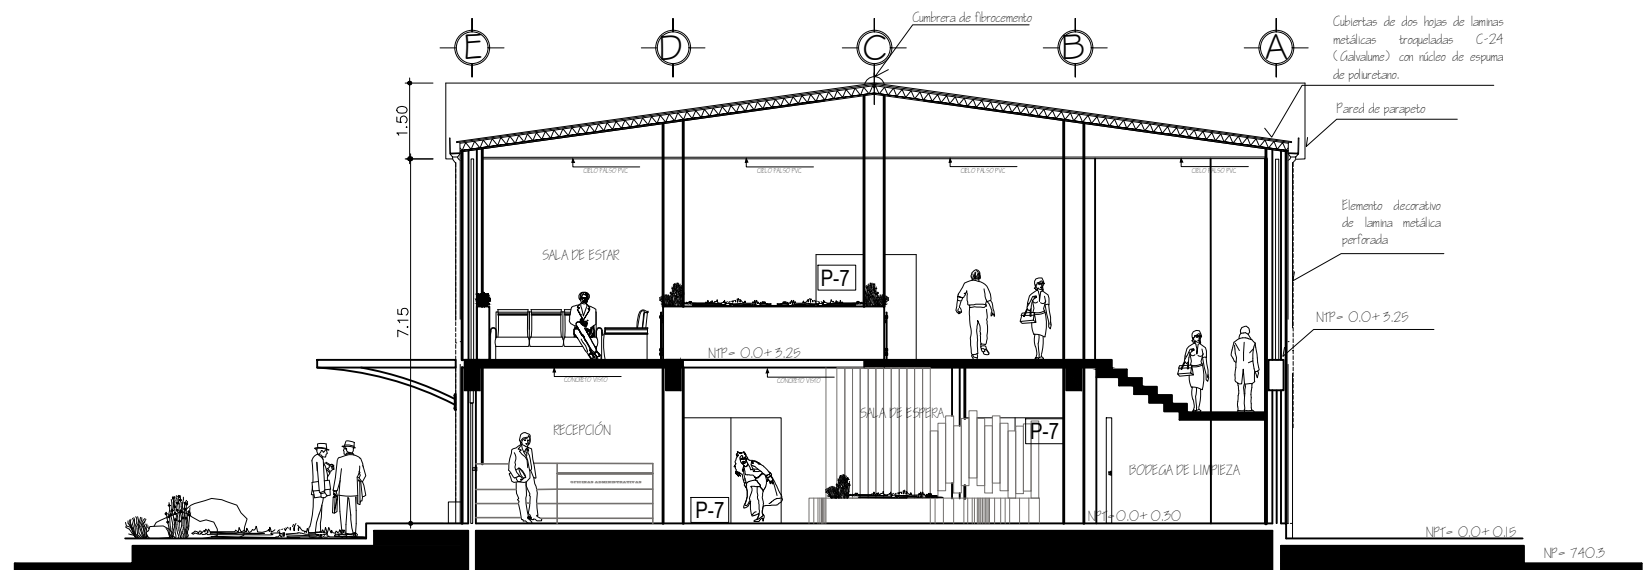 Cumbrera de fibrocemento
Cubiertas de dos hojas de laminas
metálicas troqueladas C-24
(Galvalume) con núcleo de espuma
de poliuretano.
E
D
C
B
A
Pared de parapeto
1.50
CIELO FALSO PVC
CIELO FALSO PVC
CIELO FALSO PVC
CIELO FALSO PVC
Elemento decorativo
de lamina metálica
perforada
SALA DE ESTAR
P-7
7.15
NTP= 0.0+3.25
NTP= 0.0+3.25
CONCRETO VISTO
CONCRETO VISTO
SALA DE ESPERA
RECEPCIÓN
P-7
BODEGA DE LIMPIEZA
OFICINAS ADMINISTRATIVAS
P-7
NPT=0.0+0.30
NPT= 0.0+0.15
NP= 740.3